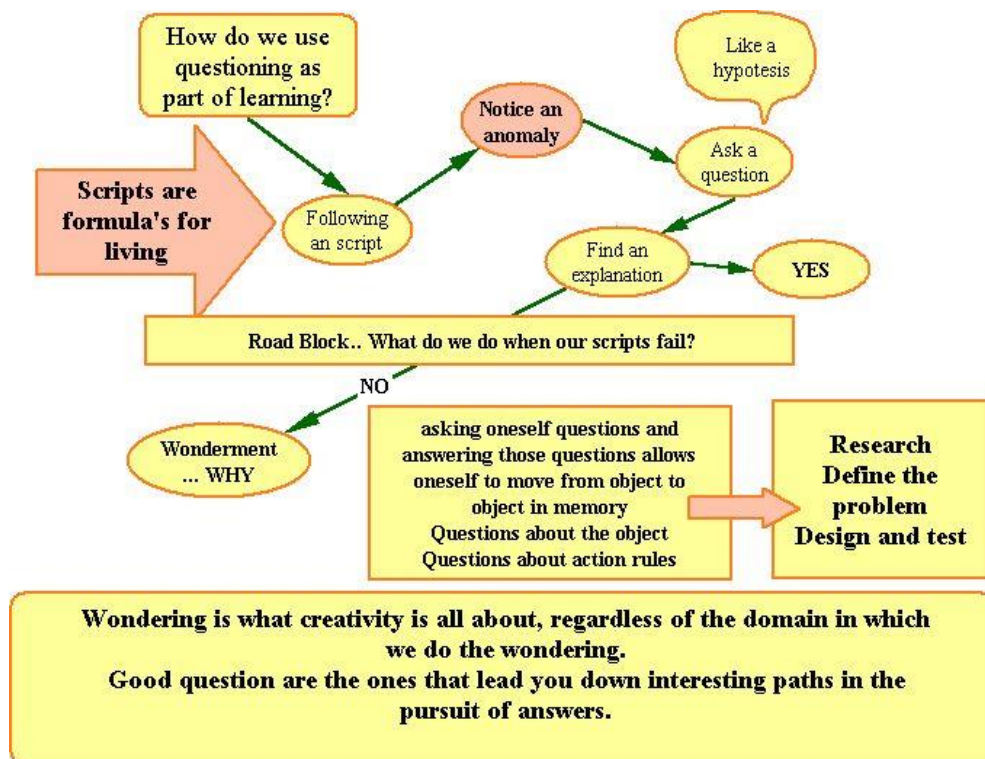 How do we use
questioning as
part of learning?
Like a
hypotesis
Notice an
anomaly
Ask a
question
Scripts are
formula's for
living
Following
an script
Find an
explanation
YES
Road Block.. What do we do when our scripts fail?
NO
Wonderment
... WHY
asking oneself questions and
answering those questions allows
oneself to move from object to
object in memory
Questions about the object
Questions about action rules
Research
Define the
problem
Design and test
Wondering is what creativity is all about, regardless of the domain in which
we do the wondering.
Good question are the ones that lead you down interesting paths in the
pursuit of answers.